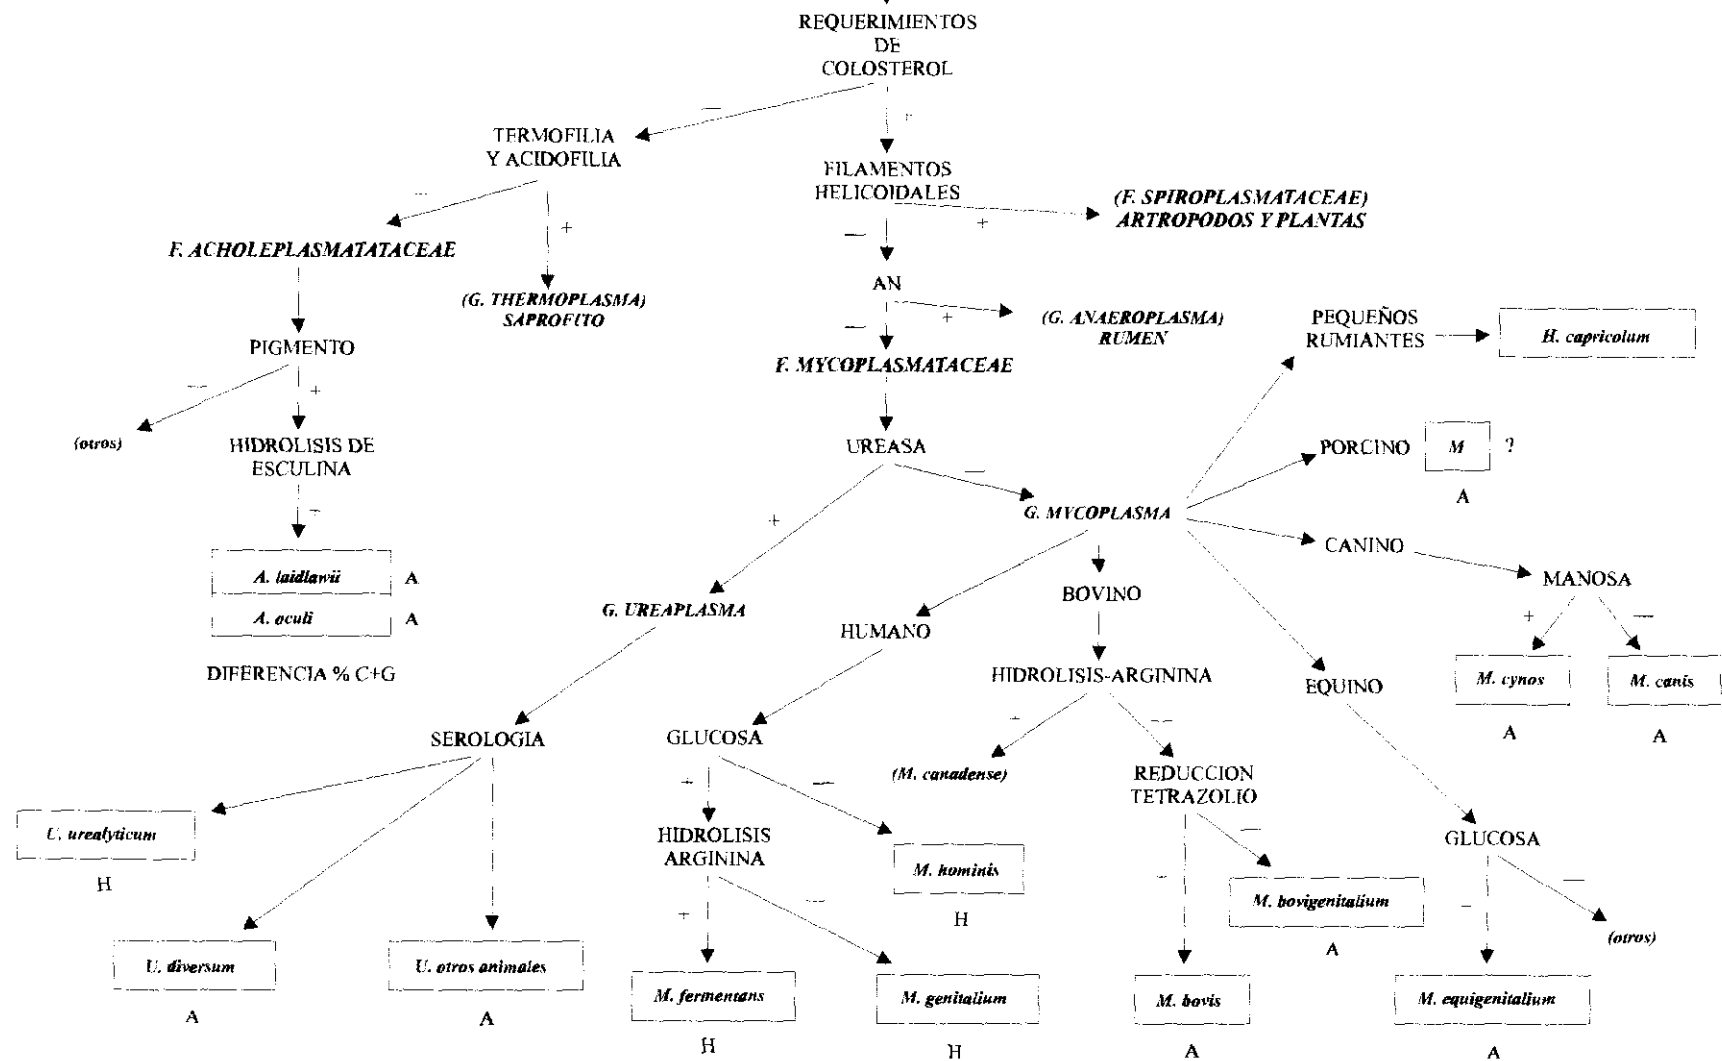 REQUERIMIENTOS
DE
COLOSTEROL
—
+
TERMOFILIA
Y ACIDOFILIA
FILAMENTOS
HELICOIDALES
(F. SPIROPLASMATACEAE)
ARTROPODOS Y PLANTAS
—
+
—
+
F. ACHOLEPLASMATATACEAE
(G. THERMOPLASMA)
SAPROFITO
AN
—
+
(G. ANAEROPLASMA)
RUMEN
PEQUEÑOS
RUMIANTES
H. capricolum
PIGMENTO
F. MYCOPLASMATACEAE
—
+
(otros)
HIDROLISIS DE
ESCULINA
UREASA
PORCINO
M
?
A
+
—
G. MYCOPLASMA
CANINO
MANOSA
+
—
A. laidlawii
A
A. oculi
A
DIFERENCIA % C+G
G. UREAPLASMA
HUMANO
BOVINO
HIDROLISIS-ARGININA
EQUINO
M. cynos
M. canis
A
A
SEROLOGIA
GLUCOSA
+
—
(M. canadense)
REDUCCION
TETRAZOLIO
U. urealyticum
H
HIDROLISIS
ARGININA
+
—
M. hominis
H
—
M. bovigenitalium
A
GLUCOSA
—
(otros)
U. diversum
A
U. otros animales
A
M. fermentans
H
M. genitalium
H
M. bovis
A
M. equigenitalium
A